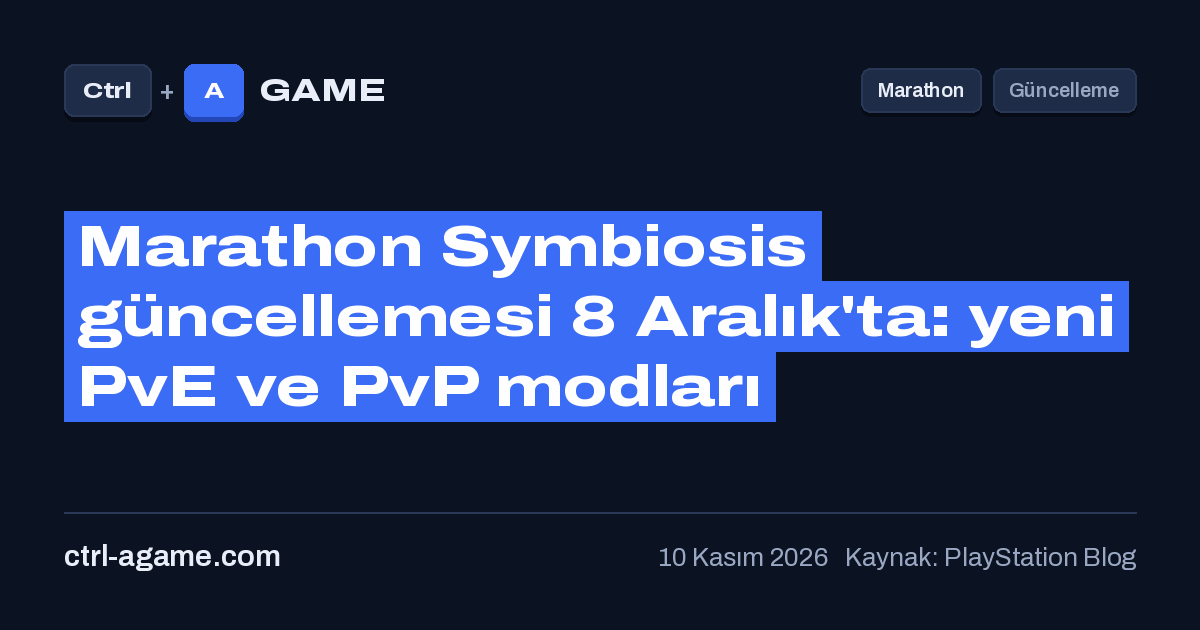 Ctrl + A GAME
Marathon Güncelleme
Marathon Symbiosis
güncellemesi 8 Aralık'ta: yeni
PvE ve PvP modları
ctrl-agame.com
10 Kasım 2026 Kaynak: PlayStation Blog